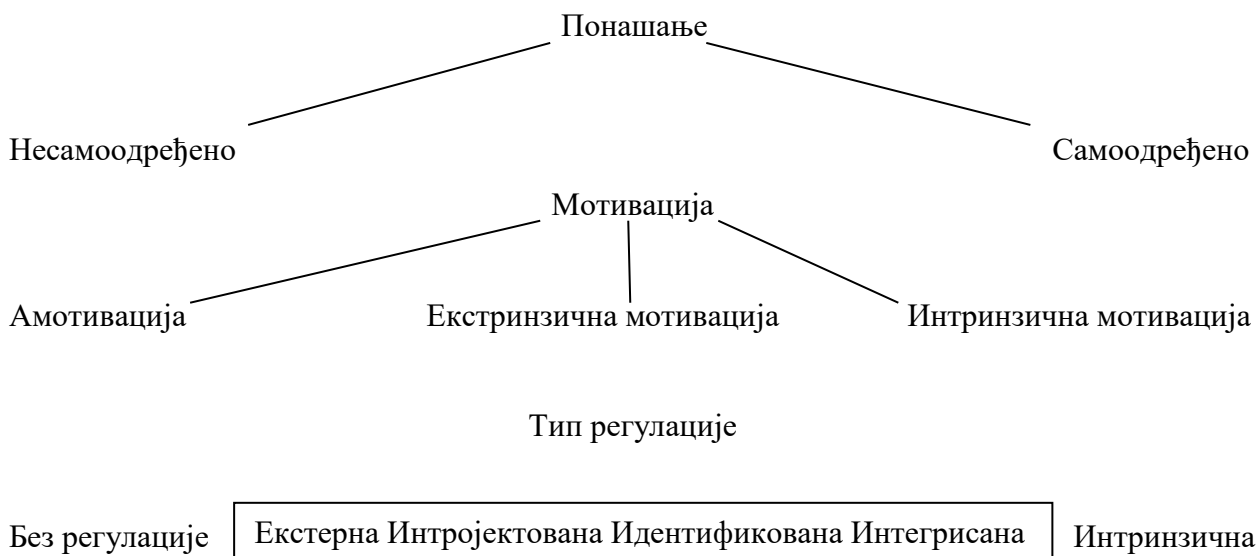 Понашање
Несамоодређено Самоодређено
Мотивација
Амотивација Екстринзична мотивација Интринзична мотивација
Тип регулације
Без регулације Екстерна Интројектована Идентификована Интегрисана Интринзична